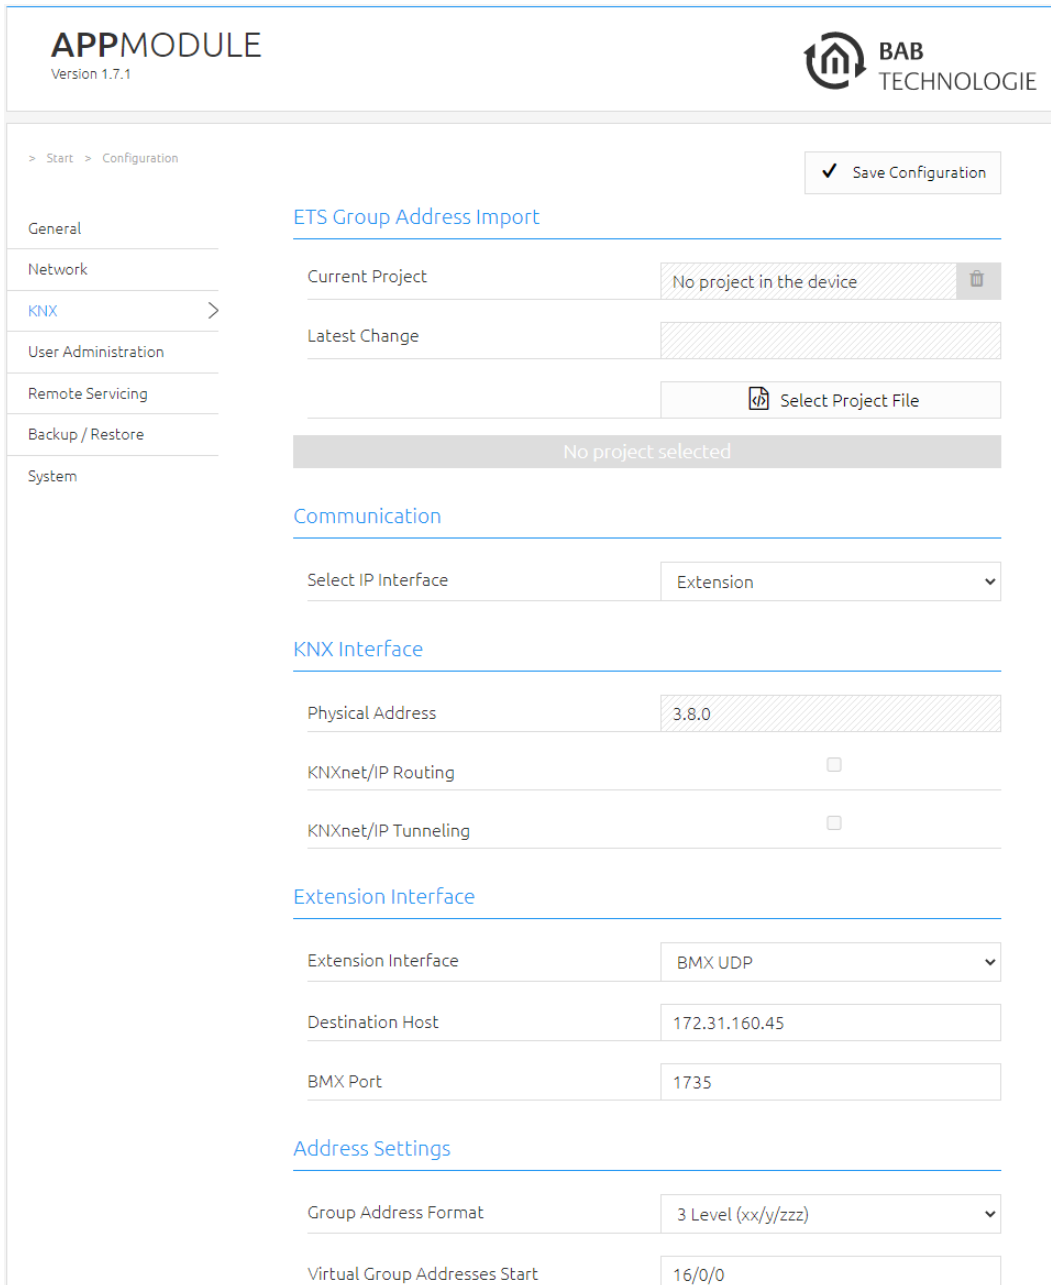 APPMODULE
Version 1.7.1
BAB
TECHNOLOGIE
> Start > Configuration
Save Configuration
General
Network
KNX
User Administration
Remote Servicing
Backup / Restore
System
ETS Group Address Import
Current Project No project in the device
Latest Change
Select Project File
No project selected
Communication
Select IP Interface Extension
KNX Interface
Physical Address 3.8.0
KNXnet/IP Routing
KNXnet/IP Tunneling
Extension Interface
Extension Interface BMX UDP
Destination Host 172.31.160.45
BMX Port 1735
Address Settings
Group Address Format 3 Level (xx/y/zzz)
Virtual Group Addresses Start 16/0/0